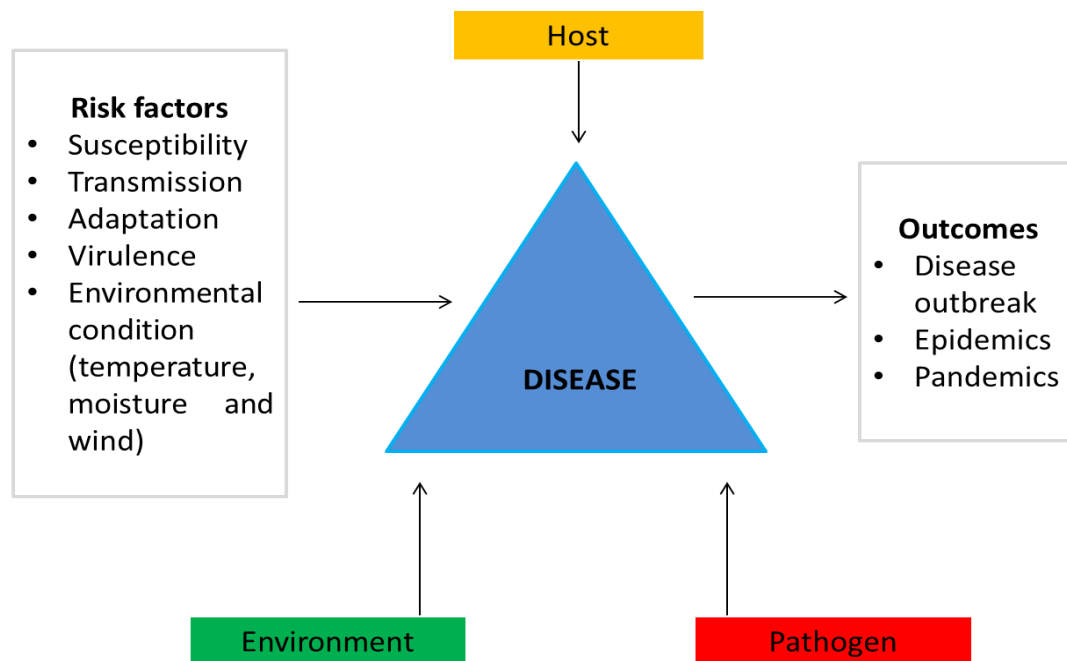 Host
Risk factors
• Susceptibility
• Transmission
• Adaptation
• Virulence
• Environmental
condition
(temperature,
moisture and
wind)
DISEASE
Outcomes
• Disease
outbreak
• Epidemics
• Pandemics
Environment
Pathogen